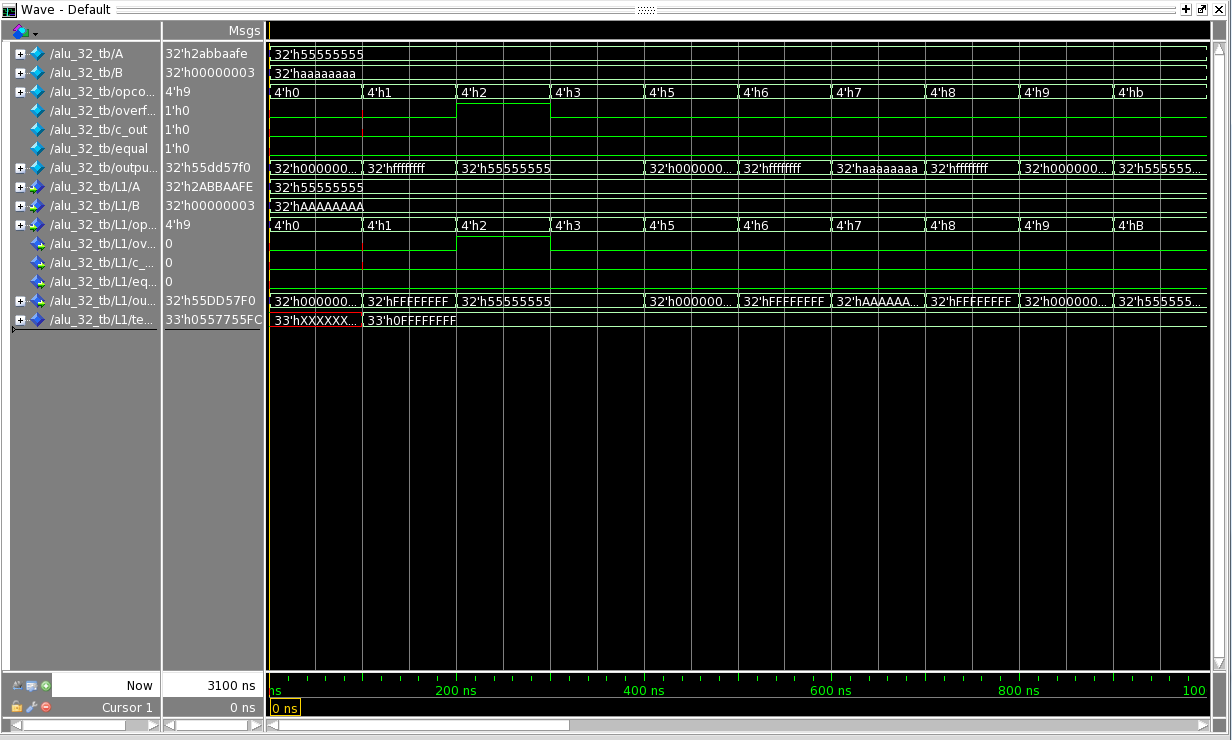 Wave - Default
Msgs
/alu_32_tb/A 32'h2abbaafe 32'h55555555
/alu_32_tb/B 32'h00000003 32'haaaaaaaa
/alu_32_tb/opco... 4'h9 4'h0 4'h1 4'h2 4'h3 4'h5 4'h6 4'h7 4'h8 4'h9 4'hb
/alu_32_tb/overf... 1'h0
/alu_32_tb/c_out 1'h0
/alu_32_tb/equal 1'h0
/alu_32_tb/outpu... 32'h55dd57f0 32'h000000... 32'hffffffff 32'h55555555 32'h000000... 32'hffffffff 32'haaaaaaaa 32'hffffffff 32'h000000... 32'h555555...
/alu_32_tb/L1/A 32'h2ABBAAFE 32'h55555555
/alu_32_tb/L1/B 32'h00000003 32'hAAAAAAAA
/alu_32_tb/L1/op... 4'h9 4'h0 4'h1 4'h2 4'h3 4'h5 4'h6 4'h7 4'h8 4'h9 4'hB
/alu_32_tb/L1/ov... 0
/alu_32_tb/L1/c_... 0
/alu_32_tb/L1/eq... 0
/alu_32_tb/L1/ou... 32'h55DD57F0 32'h000000... 32'hFFFFFFFF 32'h55555555 32'h000000... 32'hFFFFFFFF 32'hAAAAAA... 32'hFFFFFFFF 32'h000000... 32'h555555...
/alu_32_tb/L1/te... 33'h0557755FC 33'hXXXXXX... 33'h0FFFFFFFF
Now 3100 ns ns 200 ns 400 ns 600 ns 800 ns 100
Cursor 1 0 ns 0 ns